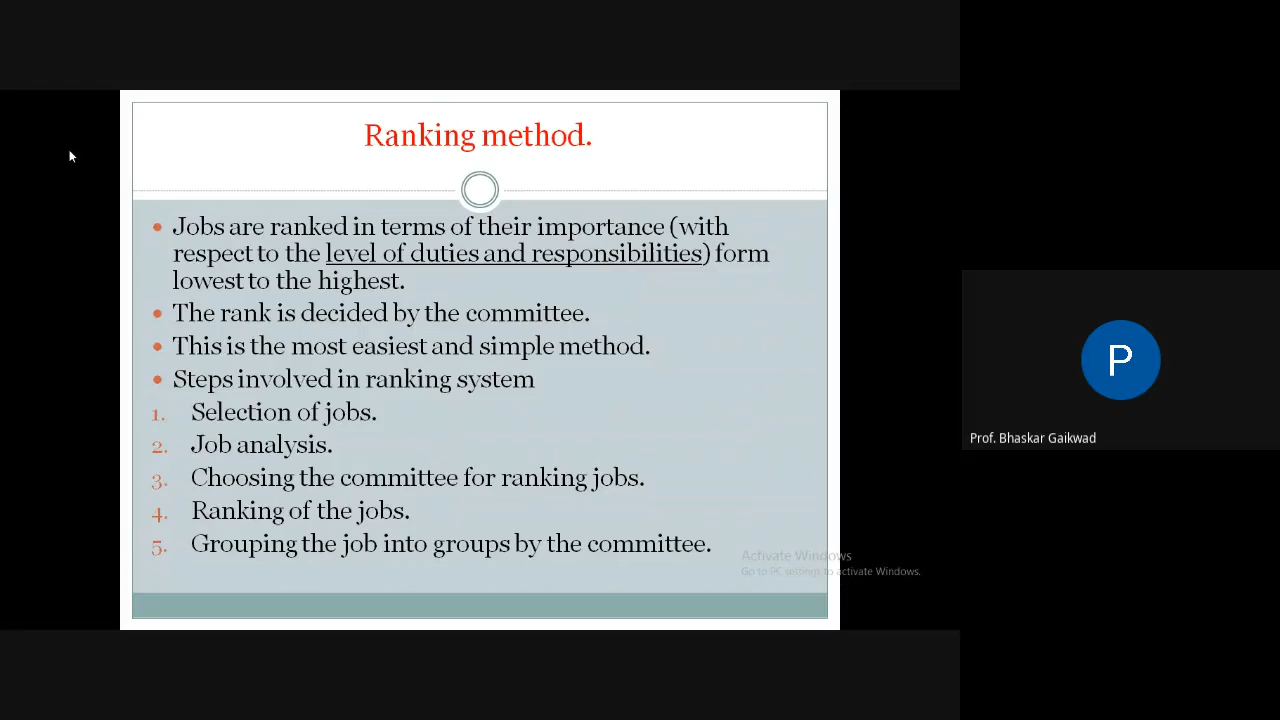 Ranking method.
• Jobs are ranked in terms of their importance (with
respect to the level of duties and responsibilities) form
lowest to the highest.
• The rank is decided by the committee.
• This is the most easiest and simple method.
• Steps involved in ranking system
1. Selection of jobs.
2. Job analysis.
3. Choosing the committee for ranking jobs.
4. Ranking of the jobs.
5. Grouping the job into groups by the committee.
Activate Windows
Go to PC settings to activate Windows.
P
Prof. Bhaskar Gaikwad